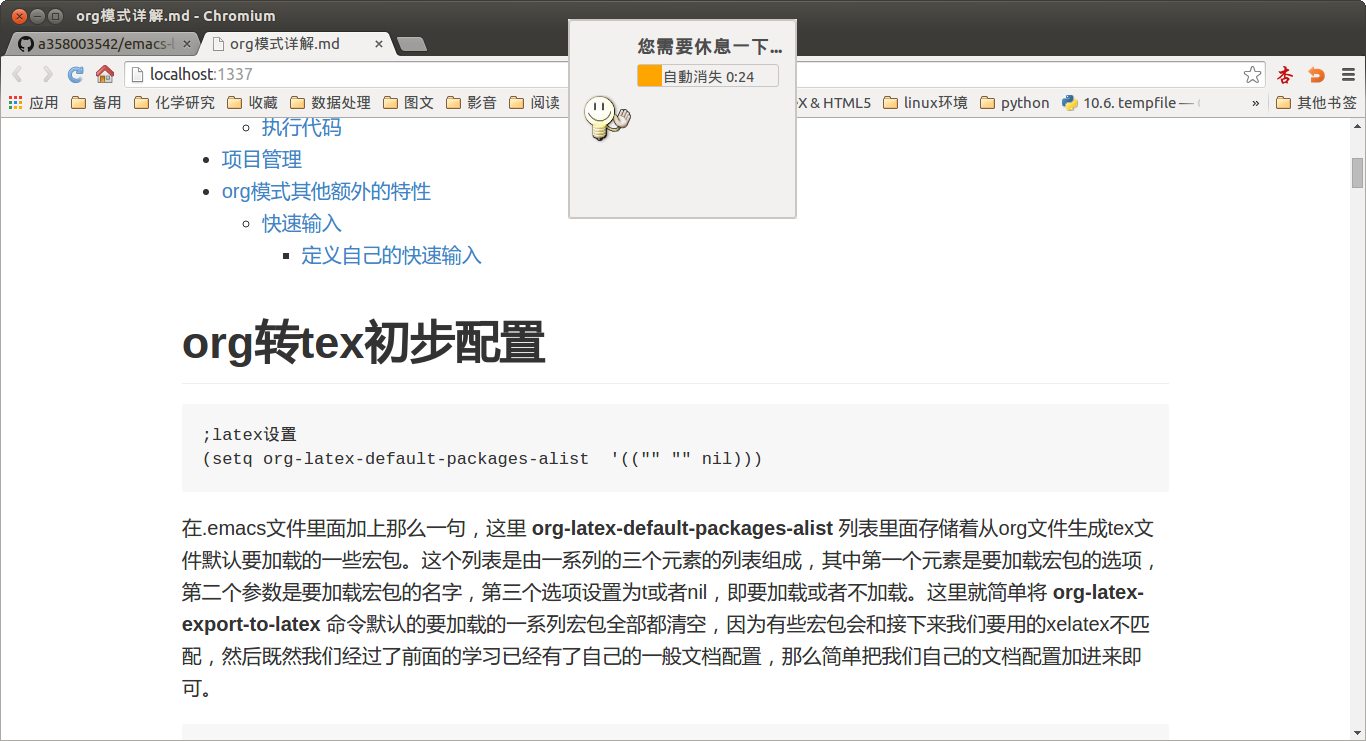 org模式详解.md - Chromium
a358003542/emacs-l
org模式详解.md
localhost:1337
应用 备用 化学研究 收藏 数据处理 图文 影音 阅读 X & HTML5 linux环境 python 10.6. tempfile — » 其他书签
您需要休息一下...
自動消失 0:24
执行代码
项目管理
org模式其他额外的特性
快速输入
定义自己的快速输入
org转tex初步配置
;latex设置
(setq org-latex-default-packages-alist '(("" "" nil)))
在.emacs文件里面加上那么一句，这里 org-latex-default-packages-alist 列表里面存储着从org文件生成tex文
件默认要加载的一些宏包。这个列表是由一系列的三个元素的列表组成，其中第一个元素是要加载宏包的选项，
第二个参数是要加载宏包的名字，第三个选项设置为t或者nil，即要加载或者不加载。这里就简单将 org-latex-
export-to-latex 命令默认的要加载的一系列宏包全部都清空，因为有些宏包会和接下来我们要用的xelatex不匹
配，然后既然我们经过了前面的学习已经有了自己的一般文档配置，那么简单把我们自己的文档配置加进来即
可。